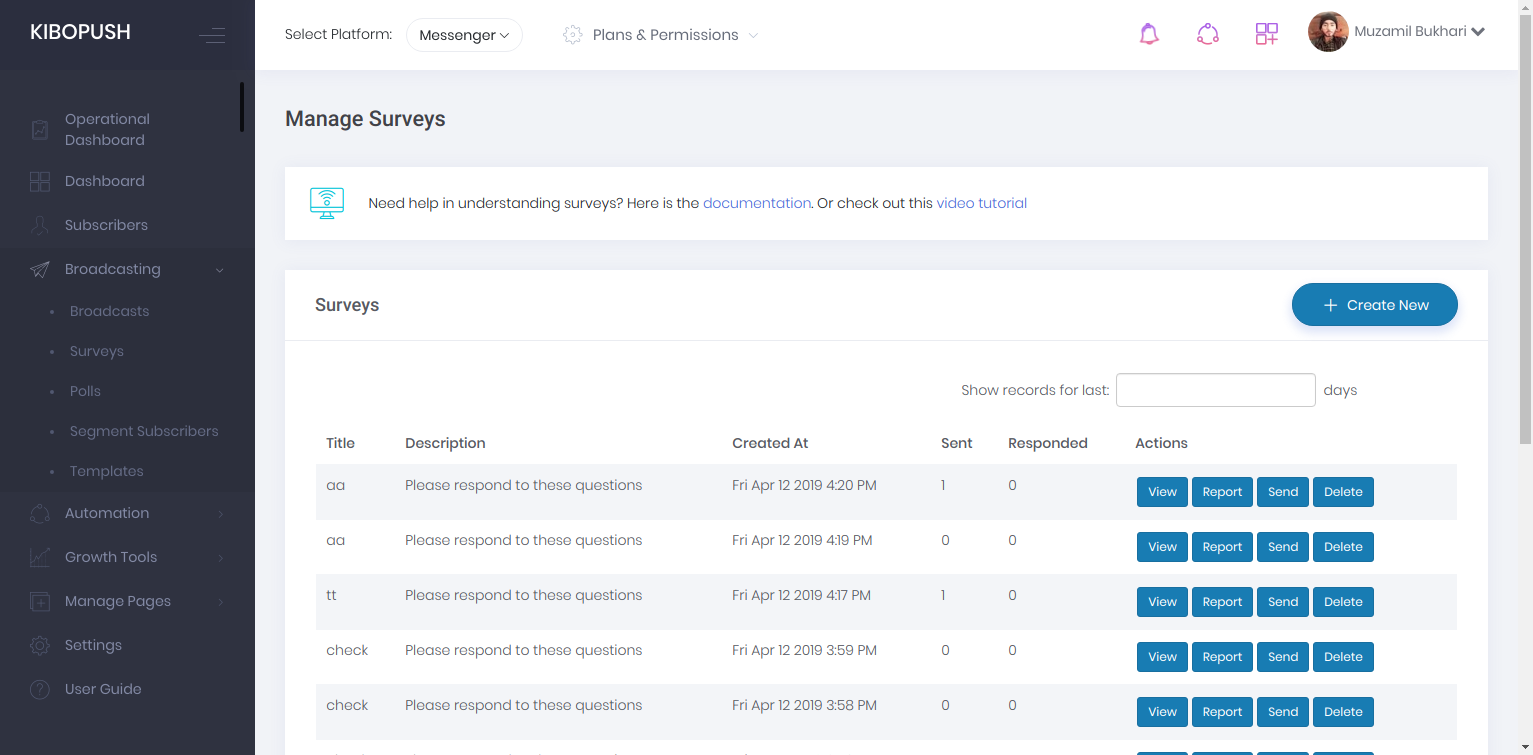 KIBOPUSH
Select Platform: Messenger
Plans & Permissions
Muzamil Bukhari
Operational
Dashboard
Dashboard
Subscribers
Broadcasting
Broadcasts
Surveys
Polls
Segment Subscribers
Templates
Automation
Growth Tools
Manage Pages
Settings
User Guide
Manage Surveys
Need help in understanding surveys? Here is the documentation. Or check out this video tutorial
Surveys
Create New
Show records for last: days
Title Description Created At Sent Responded Actions
aa Please respond to these questions Fri Apr 12 2019 4:20 PM 1 0 View Report Send Delete
aa Please respond to these questions Fri Apr 12 2019 4:19 PM 0 0 View Report Send Delete
tt Please respond to these questions Fri Apr 12 2019 4:17 PM 1 0 View Report Send Delete
check Please respond to these questions Fri Apr 12 2019 3:59 PM 0 0 View Report Send Delete
check Please respond to these questions Fri Apr 12 2019 3:58 PM 0 0 View Report Send Delete